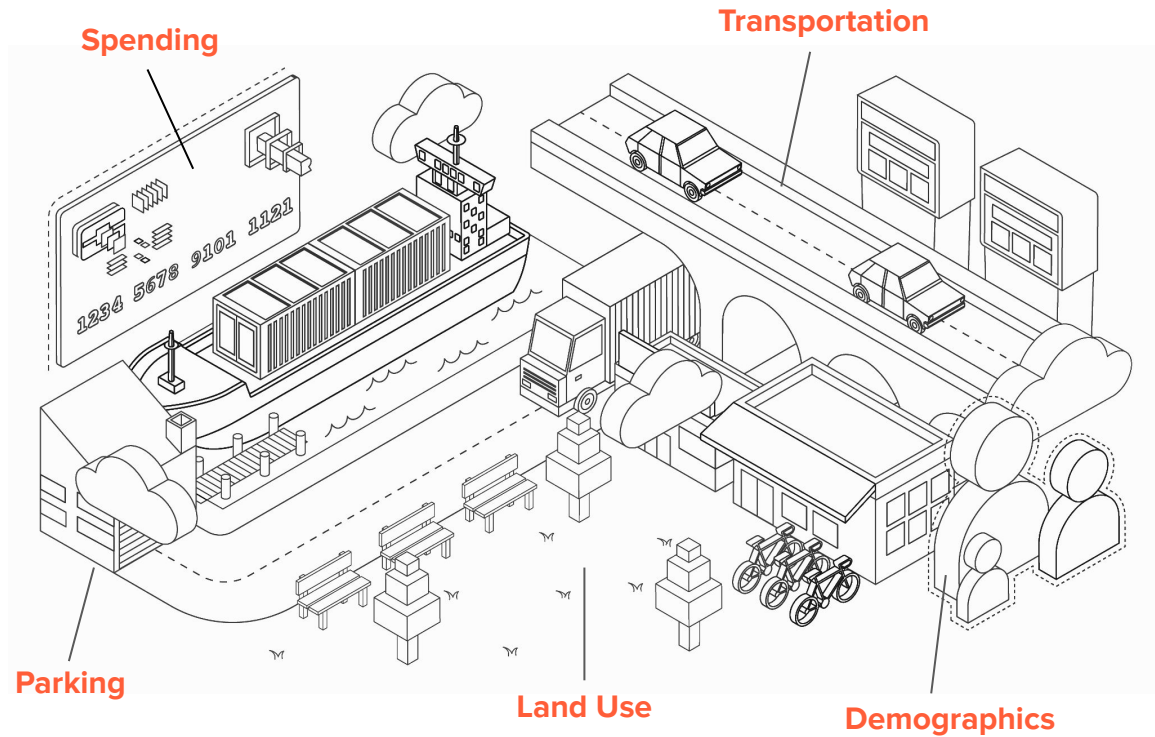 Transportation
Spending
1234 5678 9101 1121
Parking
Land Use
Demographics